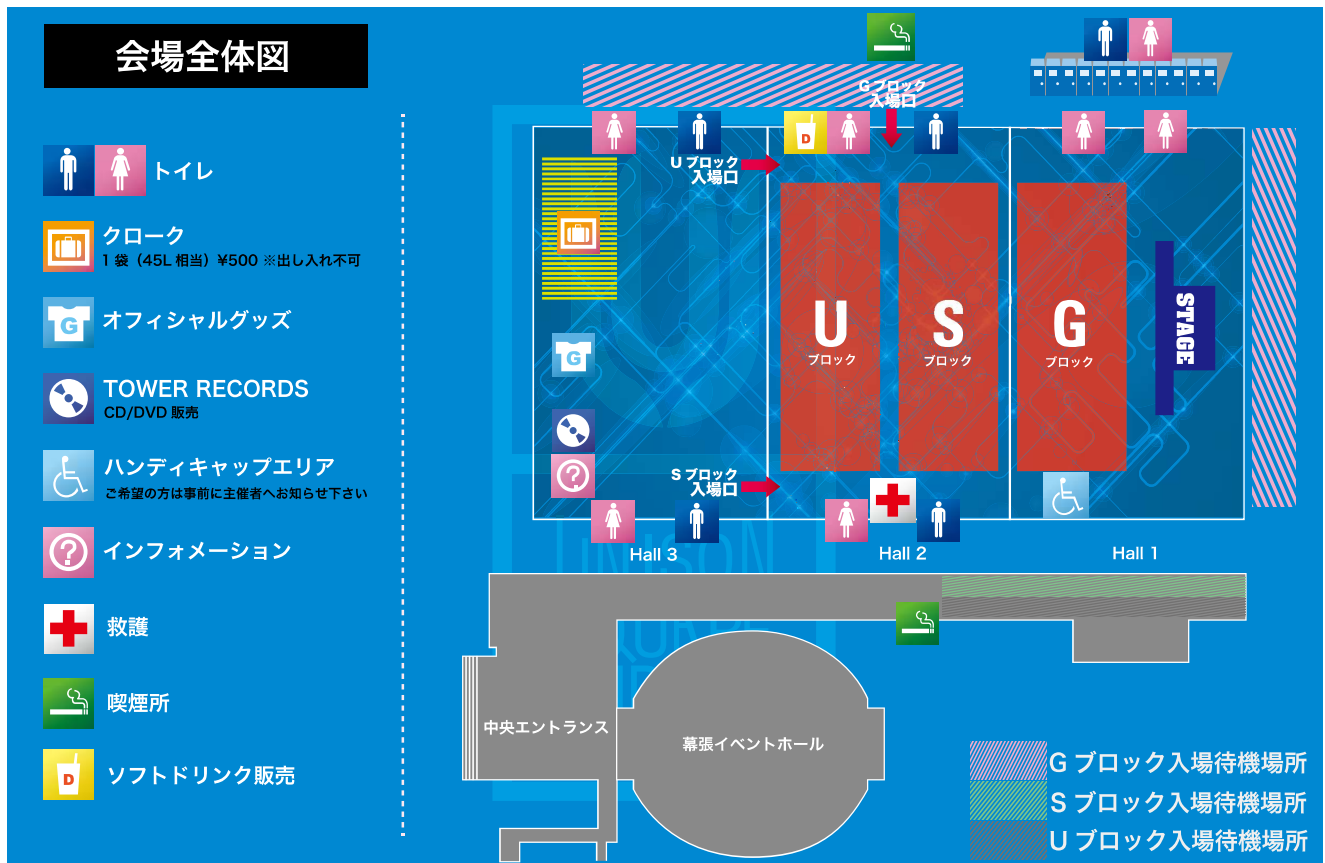 会場全体図
トイレ
クローク
1 袋（45L 相当）¥500 ※出し入れ不可
G
オフィシャルグッズ
TOWER RECORDS
CD/DVD 販売
ハンディキャップエリア
ご希望の方は事前に主催者へお知らせ下さい
?
インフォメーション
救護
喫煙所
D
ソフトドリンク販売
G ブロック
入場口
D
U ブロック
入場口
U
ブロック
S
ブロック
G
ブロック
STAGE
G
?
S ブロック
入場口
Hall 3
Hall 2
Hall 1
UNISON
SQUARE
中央エントランス
幕張イベントホール
G ブロック入場待機場所
S ブロック入場待機場所
U ブロック入場待機場所